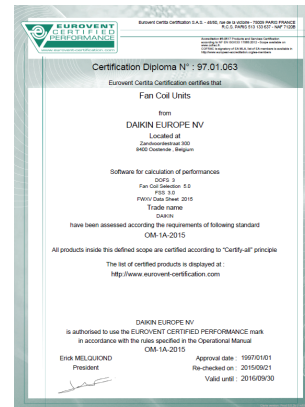 EUROVENT
CERTIFIED
PERFORMANCE
www.eurovent-certification.com
Eurovent Certita Certification S.A.S. - 48/50, rue de la Victoire - 75009 PARIS FRANCE
R.C.S. PARIS 513 133 637 - NAF 7120B
Certification Diploma N° : 97.01.063
Eurovent Certita Certification certifies that
Fan Coil Units
from
DAIKIN EUROPE NV
Located at
Zandvoordestraat 300
8400 Oostende , Belgium
Software for calculation of performances
DOFS 3
Fan Coil Selection 5.0
FSS 3.0
FWXV Data Sheet 2015
Trade name
DAIKIN
have been assessed according the requirements of following standard
OM-1A-2015
All products inside this defined scope are certified according to "Certify-all" principle
The list of certified products is displayed at :
http://www.eurovent-certification.com
DAIKIN EUROPE NV
is authorised to use the EUROVENT CERTIFIED PERFORMANCE mark
in accordance with the rules specified in the Operational Manual
OM-1A-2015
Erick MELQUIOND
President
Approval date : 1997/01/01
Re-checked on : 2015/09/21
Valid until : 2016/09/30